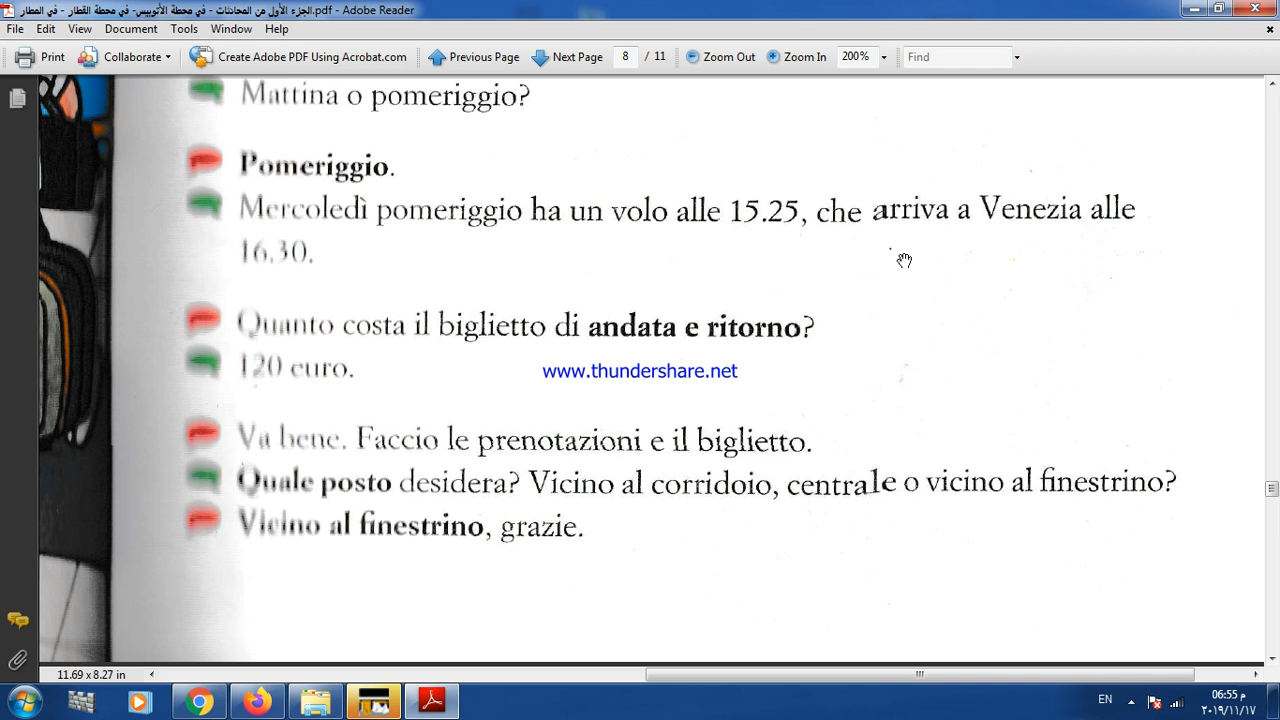 الجزء الأول من المحادثات - في محطة الأتوبيس- في محطة القطار - في المطار.pdf - Adobe Reader
File Edit View Document Tools Window Help
Print Collaborate Create Adobe PDF Using Acrobat.com Previous Page Next Page 8 / 11 Zoom Out Zoom In 200% Find
Mattina o pomeriggio?
Pomeriggio.
Mercoledì pomeriggio ha un volo alle 15.25, che arriva a Venezia alle
16.30.
Quanto costa il biglietto di andata e ritorno?
120 euro.
www.thundershare.net
Va bene. Faccio le prenotazioni e il biglietto.
Quale posto desidera? Vicino al corridoio, centrale o vicino al finestrino?
Vicino al finestrino, grazie.
11.69 x 8.27 in
EN
06:55 م
٢٠١٩/١١/١٧